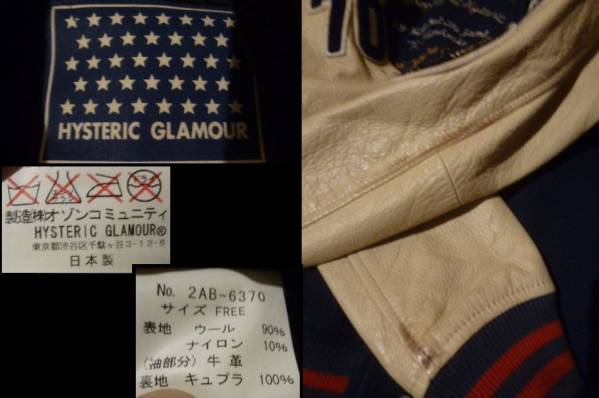 HYSTERIC GLAMOUR
76
製造㈱オゾンコミュニティ
HYSTERIC GLAMOUR®
東京都渋谷区千駄ヶ谷3-12-6
日本製
No. 2AB-6370
サイズ FREE
表地 ウール 90%
ナイロン 10%
(袖部分) 牛革
裏地 キュプラ 100%